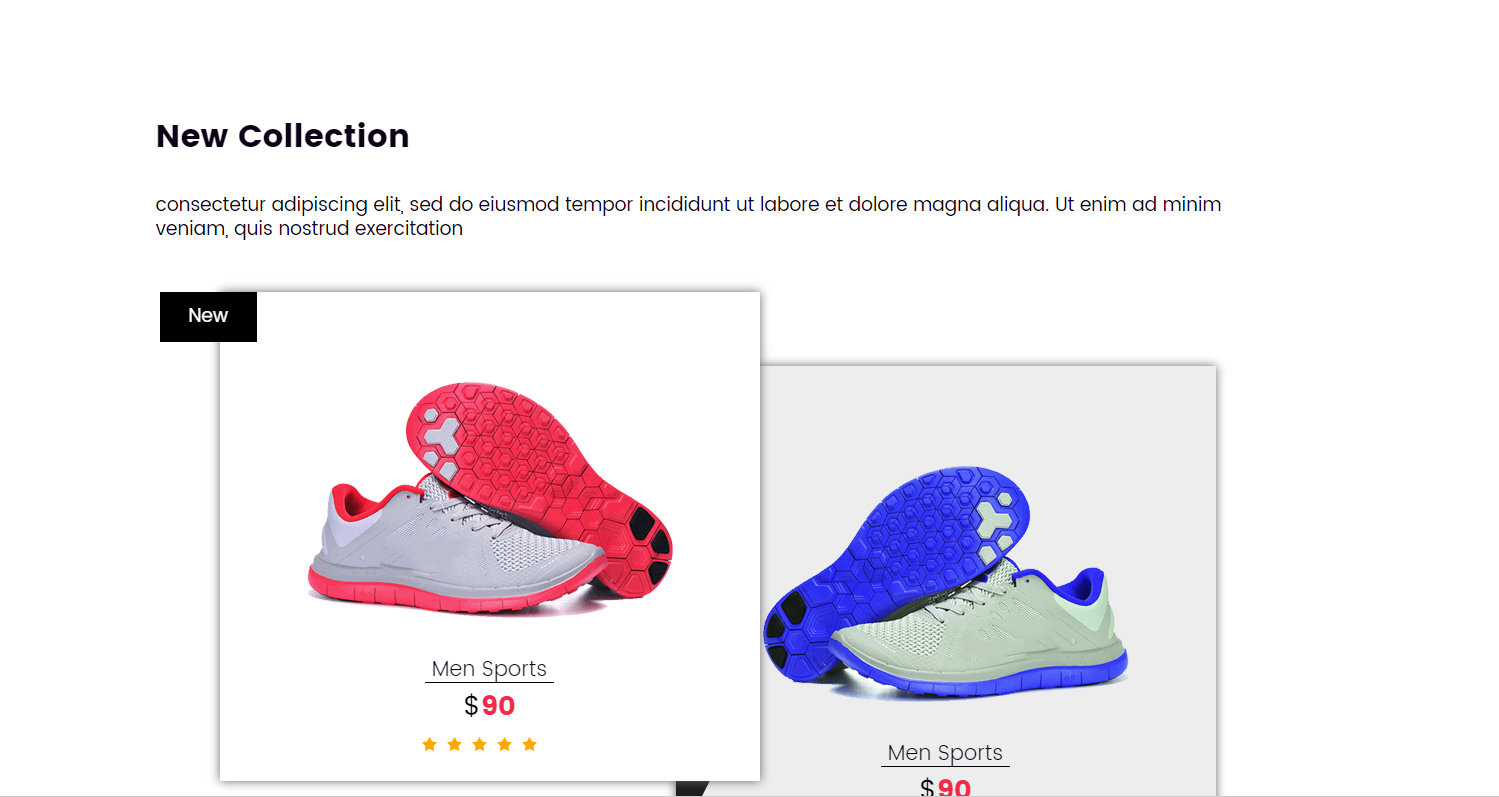 New Collection
consectetur adipiscing elit, sed do eiusmod tempor incididunt ut labore et dolore magna aliqua. Ut enim ad minim
veniam, quis nostrud exercitation
New
Men Sports
$90
Men Sports
$90